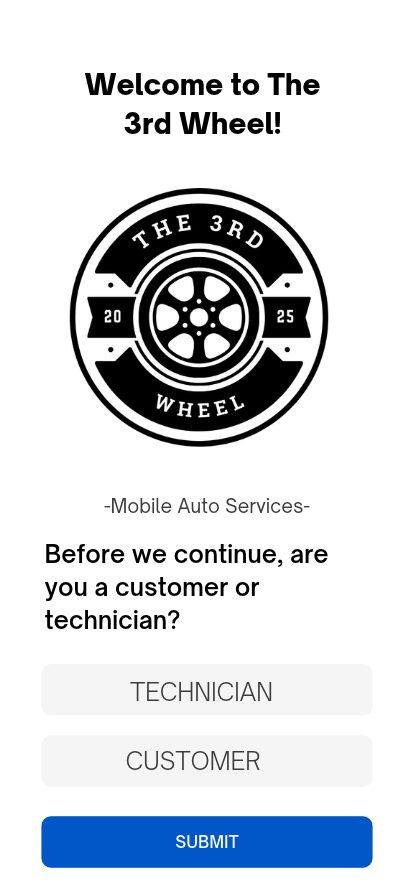 Welcome to The
3rd Wheel!
THE 3RD
20 25
WHEEL
-Mobile Auto Services-
Before we continue, are
you a customer or
technician?
TECHNICIAN
CUSTOMER
SUBMIT